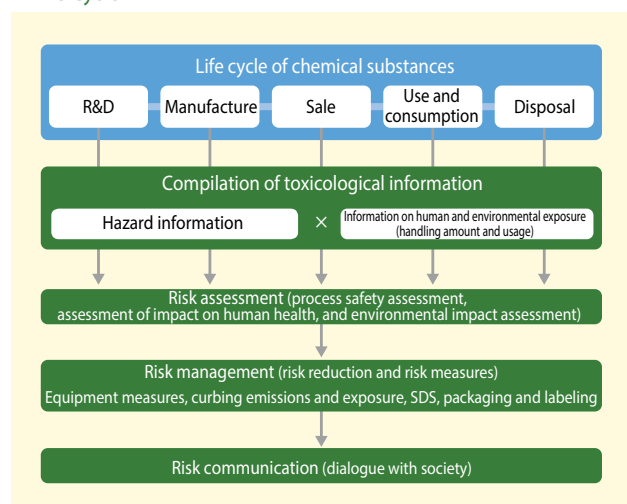 Life cycle of chemical substances
R&D
Manufacture
Sale
Use and
consumption
Disposal
Compilation of toxicological information
Hazard information
×
Information on human and environmental exposure
(handling amount and usage)
Risk assessment (process safety assessment,
assessment of impact on human health, and environmental impact assessment)
Risk management (risk reduction and risk measures)
Equipment measures, curbing emissions and exposure, SDS, packaging and labeling
Risk communication (dialogue with society)